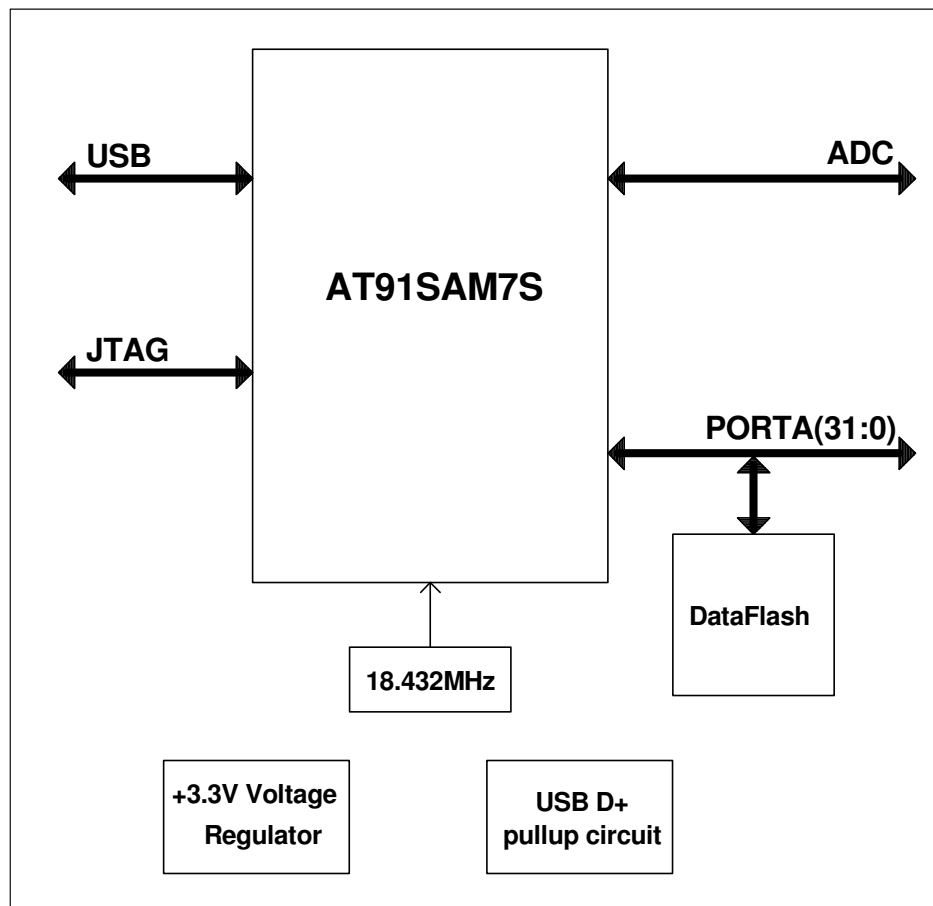 USB
ADC
AT91SAM7S
JTAG
PORTA(31:0)
DataFlash
18.432MHz
+3.3V Voltage
Regulator
USB D+
pullup circuit